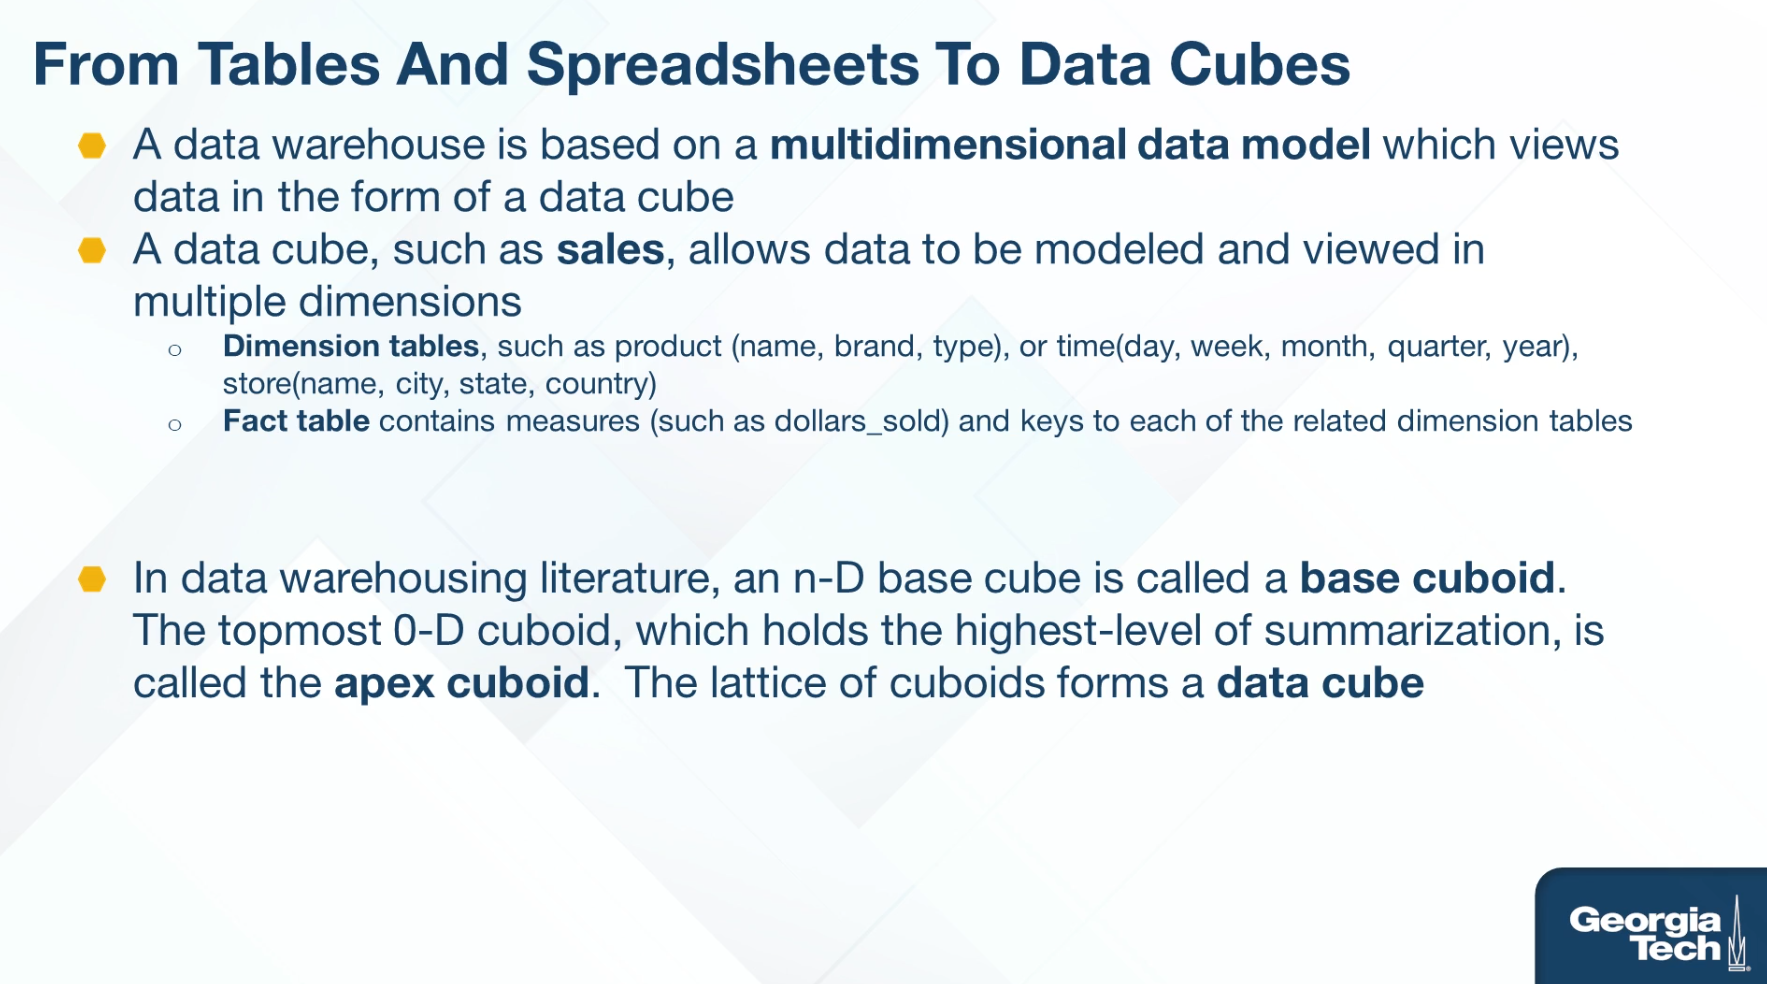 From Tables And Spreadsheets To Data Cubes
A data warehouse is based on a multidimensional data model which views
data in the form of a data cube
A data cube, such as sales, allows data to be modeled and viewed in
multiple dimensions
Dimension tables, such as product (name, brand, type), or time(day, week, month, quarter, year),
store(name, city, state, country)
Fact table contains measures (such as dollars_sold) and keys to each of the related dimension tables
In data warehousing literature, an n-D base cube is called a base cuboid.
The topmost 0-D cuboid, which holds the highest-level of summarization, is
called the apex cuboid.  The lattice of cuboids forms a data cube
Georgia
Tech